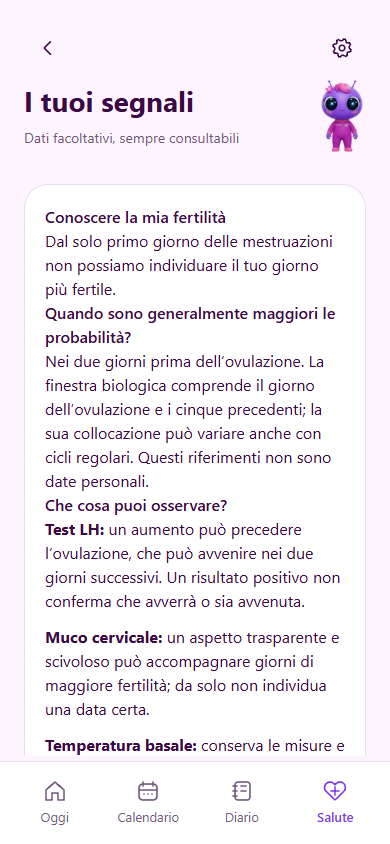 I tuoi segnali
Dati facoltativi, sempre consultabili
Conoscere la mia fertilità
Dal solo primo giorno delle mestruazioni
non possiamo individuare il tuo giorno
più fertile.
Quando sono generalmente maggiori le
probabilità?
Nei due giorni prima dell’ovulazione. La
finestra biologica comprende il giorno
dell’ovulazione e i cinque precedenti; la
sua collocazione può variare anche con
cicli regolari. Questi riferimenti non sono
date personali.
Che cosa puoi osservare?
Test LH: un aumento può precedere
l’ovulazione, che può avvenire nei due
giorni successivi. Un risultato positivo non
conferma che avverrà o sia avvenuta.
Muco cervicale: un aspetto trasparente e
scivoloso può accompagnare giorni di
maggiore fertilità; da solo non individua
una data certa.
Temperatura basale: conserva le misure e
Oggi
Calendario
Diario
Salute